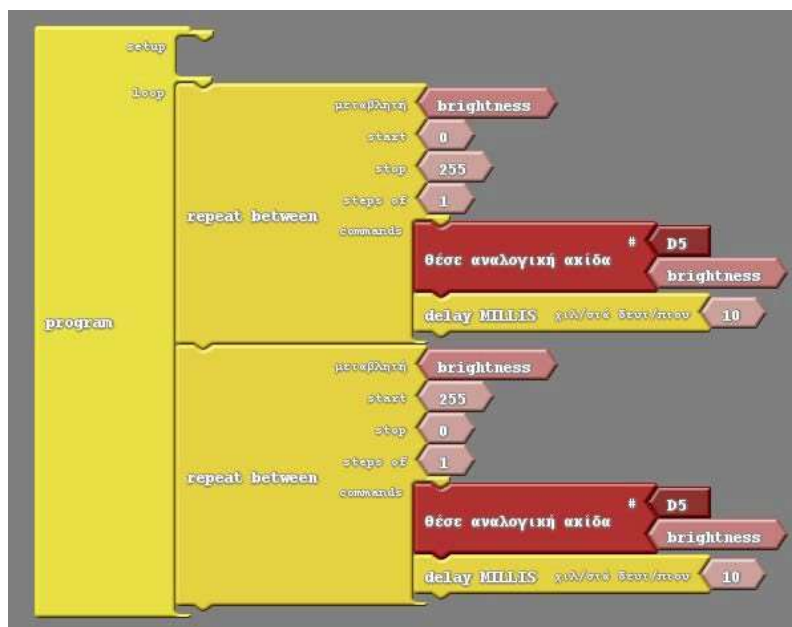 setup
loop
μεταβλητή brightness
start 0
stop 255
steps of 1
repeat between
commands
# D5
θέσε αναλογική ακίδα
brightness
delay MILLIS χιλ/στά δευτ/πτου 10
program
μεταβλητή brightness
start 255
stop 0
steps of 1
repeat between
commands
# D5
θέσε αναλογική ακίδα
brightness
delay MILLIS χιλ/στά δευτ/πτου 10